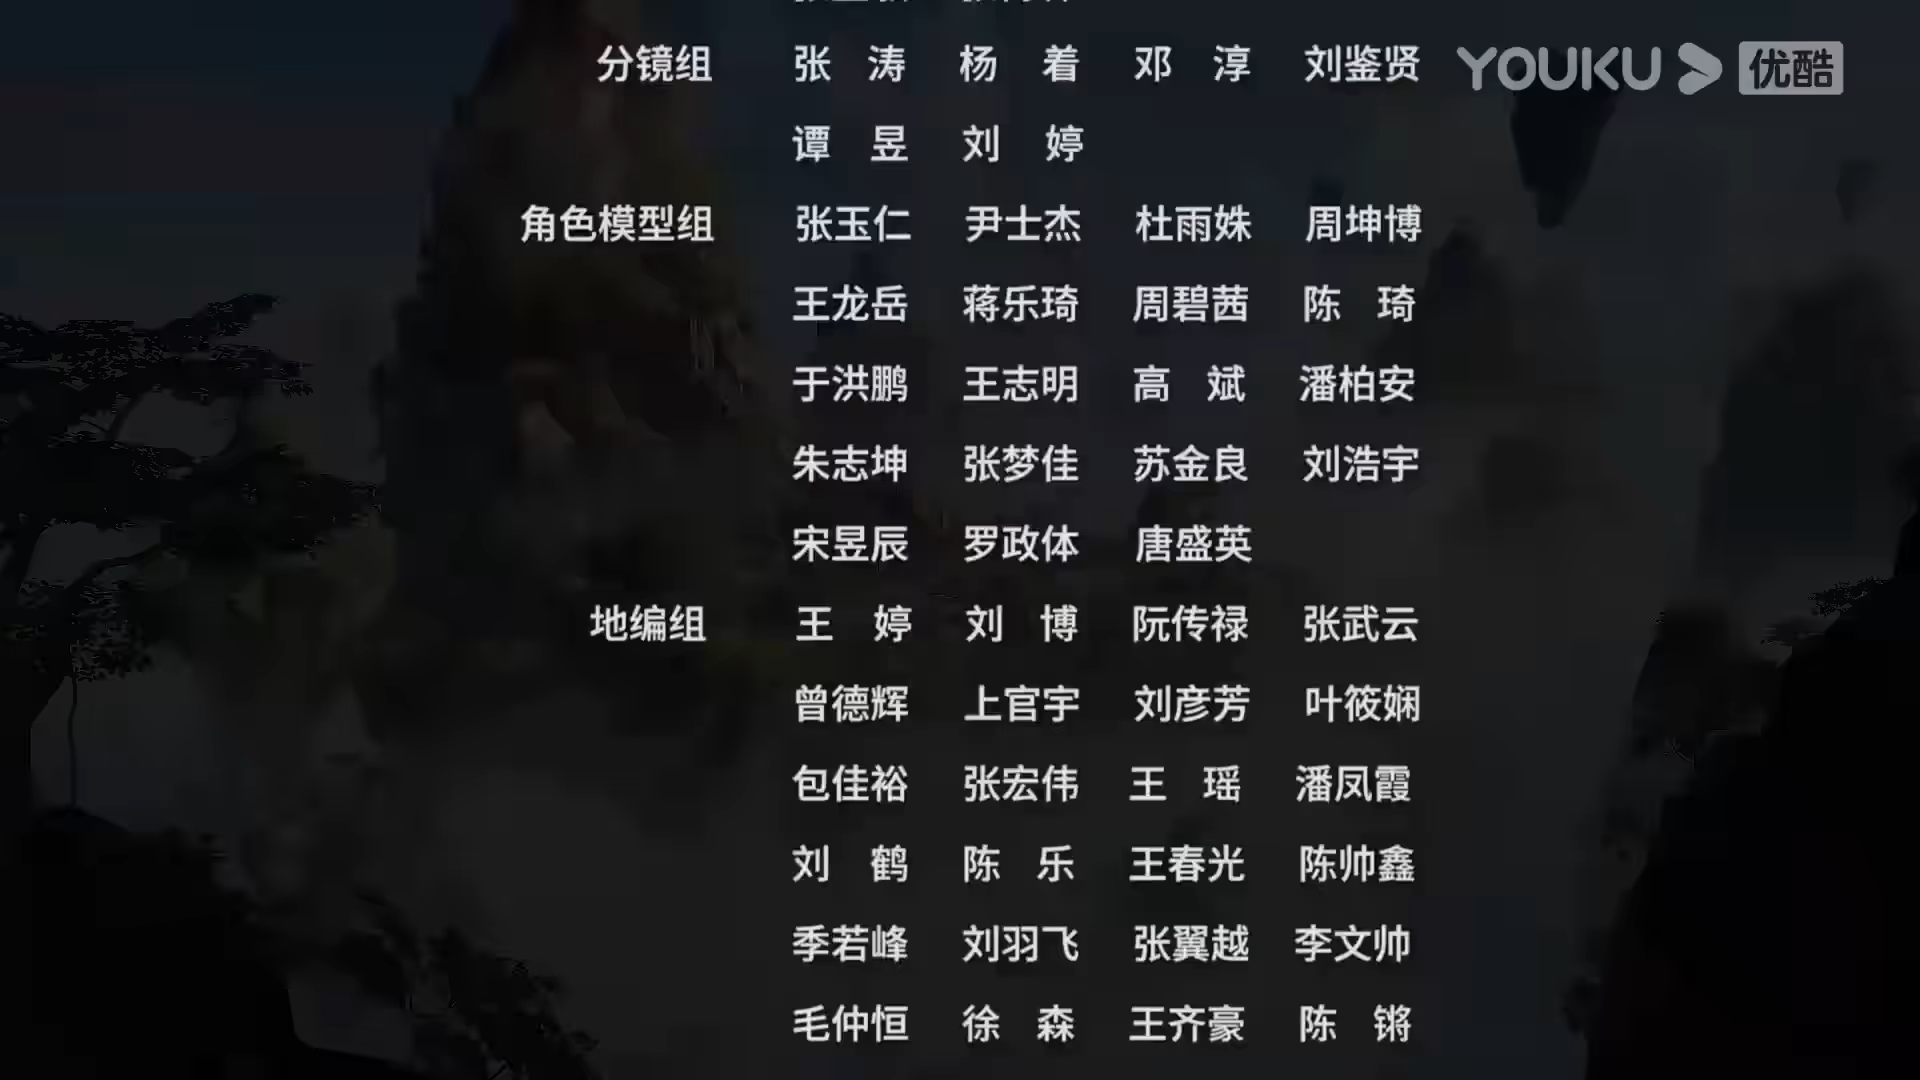 分镜组 张 涛 杨 着 邓 淳 刘鉴贤 YOUKU 优酷
谭 昱 刘 婷
角色模型组 张玉仁 尹士杰 杜雨姝 周坤博
王龙岳 蒋乐琦 周碧茜 陈 琦
于洪鹏 王志明 高 斌 潘柏安
朱志坤 张梦佳 苏金良 刘浩宇
宋昱辰 罗政体 唐盛英
地编组 王 婷 刘 博 阮传禄 张武云
曾德辉 上官宇 刘彦芳 叶筱娴
包佳裕 张宏伟 王 瑶 潘凤霞
刘 鹤 陈 乐 王春光 陈帅鑫
季若峰 刘羽飞 张翼越 李文帅
毛仲恒 徐 森 王齐豪 陈 锵